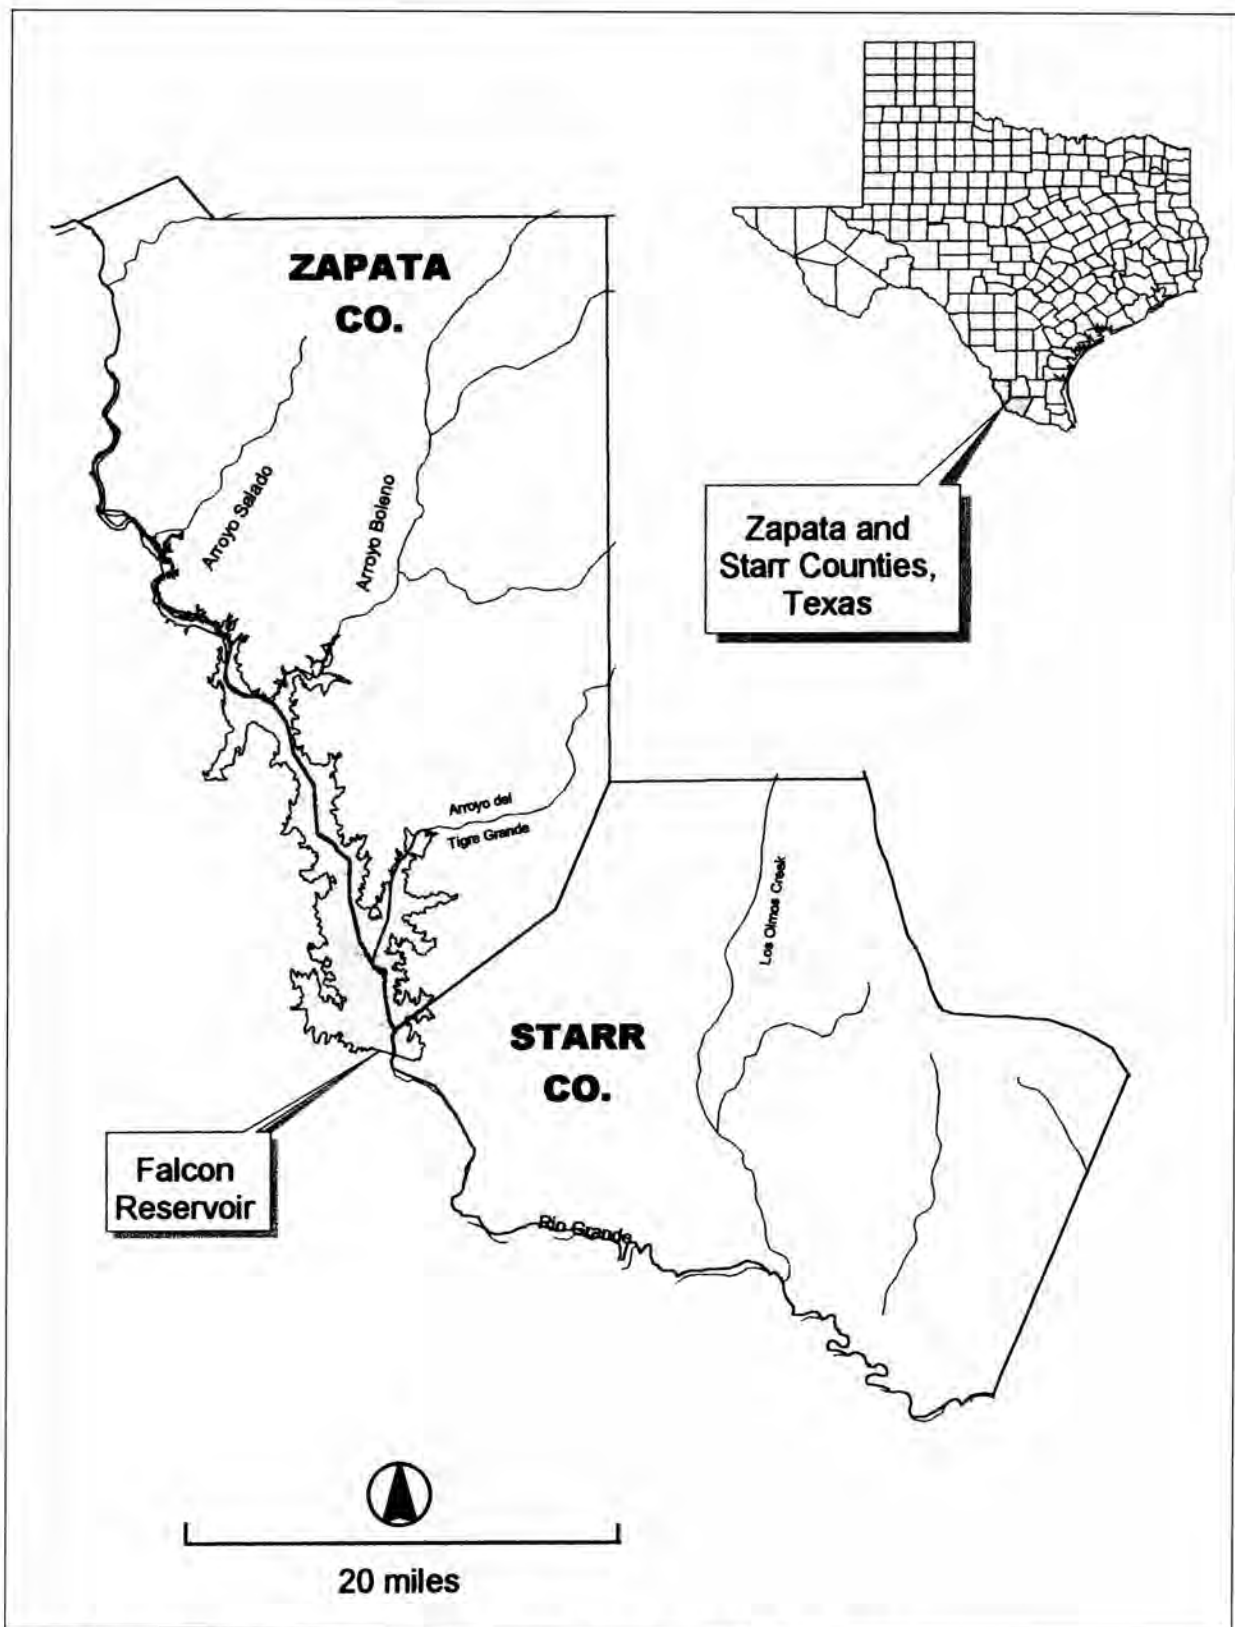 ZAPATA
CO.
Arroyo Salado
Arroyo Boleno
Zapata and
Starr Counties,
Texas
Arroyo del
Tigre Grande
Los Olmos Creek
STARR
CO.
Falcon
Reservoir
Rio Grande
20 miles